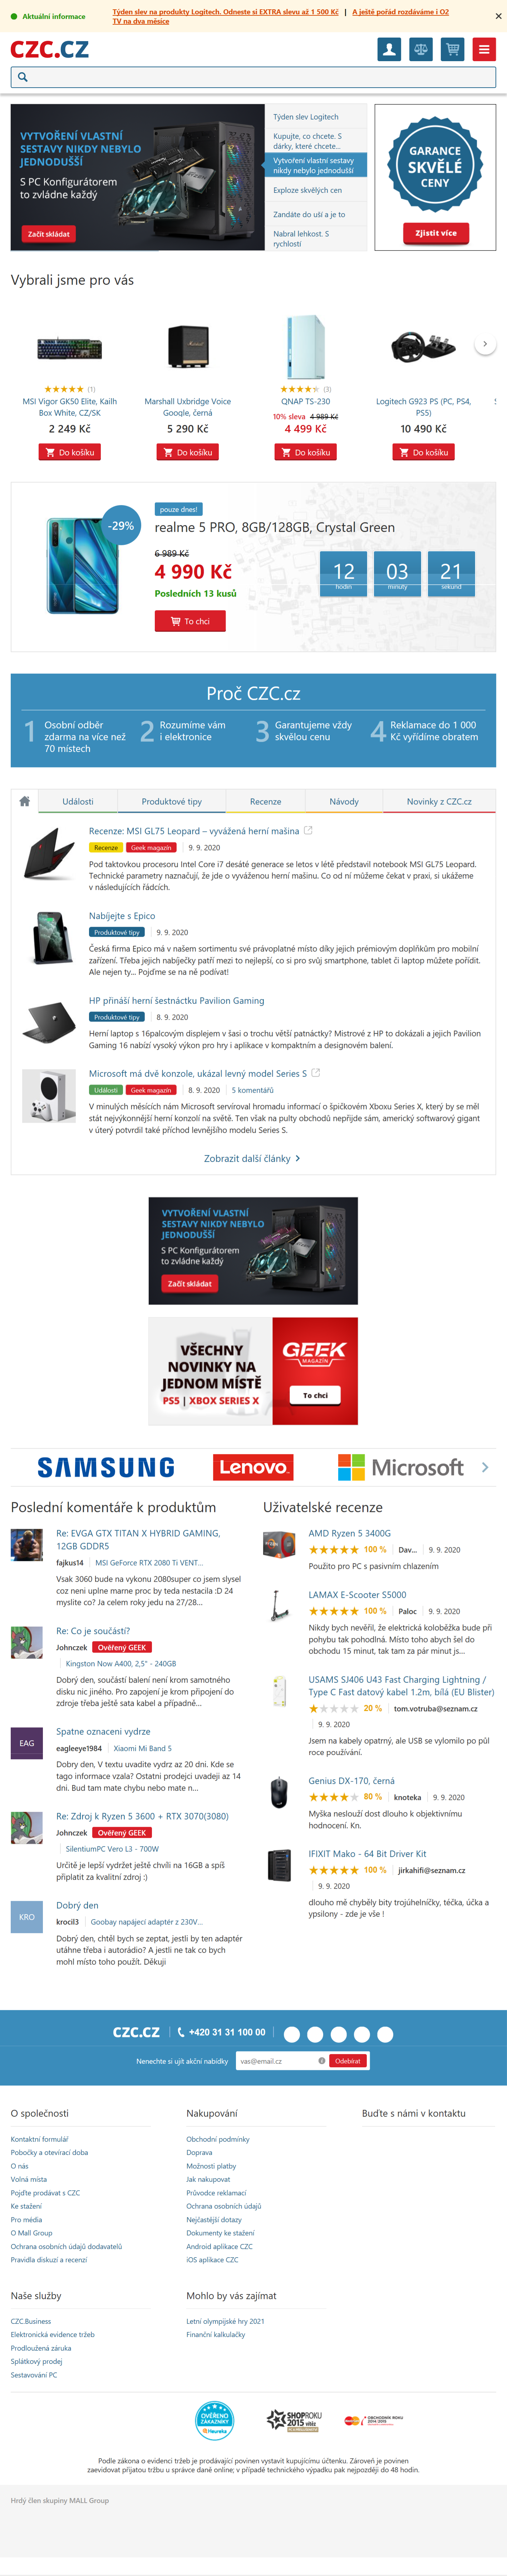 Aktuální informace
Týden slev na produkty Logitech. Odneste si EXTRA slevu až 1 500 Kč | A ještě pořád rozdáváme i O2
TV na dva měsíce
CZC.CZ
VYTVOŘENÍ VLASTNÍ
SESTAVY NIKDY NEBYLO
JEDNODUŠŠÍ
S PC Konfigurátorem
to zvládne každý
Začít skládat
Týden slev Logitech
Kupujte, co chcete. S
dárky, které chcete...
Vytvoření vlastní sestavy
nikdy nebylo jednodušší
Exploze skvělých cen
Zandáte do uší a je to
Nabral lehkost. S
rychlostí
GARANCE
SKVĚLÉ
CENY
Zjistit více
Vybrali jsme pro vás
(1)
MSI Vigor GK50 Elite, Kailh
Box White, CZ/SK
2 249 Kč
Do košíku
Marshall Uxbridge Voice
Google, černá
5 290 Kč
Do košíku
(3)
QNAP TS-230
10% sleva 4 989 Kč
4 499 Kč
Do košíku
Logitech G923 PS (PC, PS4,
PS5)
10 490 Kč
Do košíku
-29%
pouze dnes!
realme 5 PRO, 8GB/128GB, Crystal Green
6 989 Kč
4 990 Kč
Posledních 13 kusů
To chci
12 03 21
hodin minuty sekund
Proč CZC.cz
1 Osobní odběr
zdarma na více než
70 místech
2 Rozumíme vám
i elektronice
3 Garantujeme vždy
skvělou cenu
4 Reklamace do 1 000
Kč vyřídíme obratem
Události Produktové tipy Recenze Návody Novinky z CZC.cz
Recenze: MSI GL75 Leopard – vyvážená herní mašina
Recenze Geek magazín 9. 9. 2020
Pod taktovkou procesoru Intel Core i7 desáté generace se letos v létě představil notebook MSI GL75 Leopard.
Technické parametry naznačují, že jde o vyváženou herní mašinu. Co od ní můžeme čekat v praxi, si ukážeme
v následujících řádcích.
Nabíjejte s Epico
Produktové tipy 9. 9. 2020
Česká firma Epico má v našem sortimentu své právoplatné místo díky jejich prémiovým doplňkům pro mobilní
zařízení. Třeba jejich nabíječky patří mezi to nejlepší, co si pro svůj smartphone, tablet či laptop můžete pořídit.
Ale nejen ty... Pojďme se na ně podívat!
HP přináší herní šestnáctku Pavilion Gaming
Produktové tipy 8. 9. 2020
Herní laptop s 16palcovým displejem v šasi o trochu větší patnáctky? Mistrové z HP to dokázali a jejich Pavilion
Gaming 16 nabízí vysoký výkon pro hry i aplikace v kompaktním a designovém balení.
Microsoft má dvě konzole, ukázal levný model Series S
Události Geek magazín 8. 9. 2020 5 komentářů
V minulých měsících nám Microsoft servíroval hromadu informací o špičkovém Xboxu Series X, který by se měl
stát nejvýkonnější herní konzolí na světě. Ten však na pulty obchodů nepřijde sám, americký softwarový gigant
v úterý potvrdil také příchod levnějšího modelu Series S.
Zobrazit další články
VYTVOŘENÍ VLASTNÍ
SESTAVY NIKDY NEBYLO
JEDNODUŠŠÍ
S PC Konfigurátorem
to zvládne každý
Začít skládat
VŠECHNY
NOVINKY NA
JEDNOM MÍSTĚ
PS5 | XBOX SERIES X
GEEK
MAGAZÍN
To chci
SAMSUNG Lenovo Microsoft
Poslední komentáře k produktům
Re: EVGA GTX TITAN X HYBRID GAMING,
12GB GDDR5
fajkus14 MSI GeForce RTX 2080 Ti VENT...
Vsak 3060 bude na vykonu 2080super co jsem slysel
coz neni uplne mame proc by teda nestacila :D 24
myslite co? Ja celem roky jedu na 27/28...
Re: Co je součástí?
Johnczek Ověřený GEEK
Kingston Now A400, 2,5" - 240GB
Dobrý den, součástí balení není krom samotného
disku nic jiného. Pro zapojení je krom připojení do
zdroje třeba ještě sata kabel a případně...
EAG
Spatne oznaceni vydrze
eagleeye1984 Xiaomi Mi Band 5
Dobry den, V textu uvadite vydrz az 20 dni. Kde se
tago informace vzala? Ostatni prodejci uvadeji az 14
dni. Bud tam mate chybu nebo mate n...
Re: Zdroj k Ryzen 5 3600 + RTX 3070(3080)
Johnczek Ověřený GEEK
SilentiumPC Vero L3 - 700W
Určitě je lepší vydržet ještě chvíli na 16GB a spíš
připlatit za kvalitní zdroj :)
KRO
Dobrý den
krocil3 Goobay napájecí adaptér z 230V...
Dobrý den, chtěl bych se zeptat, jestli by ten adaptér
utáhne třeba i autorádio? A jestli ne tak co bych
mohl místo toho použít. Děkuji
Uživatelské recenze
AMD Ryzen 5 3400G
100 % Dav... 9. 9. 2020
Použito pro PC s pasivním chlazením
LAMAX E-Scooter S5000
100 % Paloc 9. 9. 2020
Nikdy bych nevěřil, že elektrická koloběžka bude při
pohybu tak pohodlná. Místo toho abych šel do
obchodu 15 minut, tak tam za pár minut js...
USAMS SJ406 U43 Fast Charging Lightning /
Type C Fast datový kabel 1.2m, bílá (EU Blister)
20 % tom.votruba@seznam.cz
9. 9. 2020
Jsem na kabely opatrný, ale USB se vylomilo po půl
roce používání.
Genius DX-170, černá
80 % knoteka 9. 9. 2020
Myška neslouží dost dlouho k objektivnímu
hodnocení. Kn.
IFIXIT Mako - 64 Bit Driver Kit
100 % jirkahifi@seznam.cz
9. 9. 2020
dlouho mě chyběly bity trojúhelníčky, téčka, účka a
ypsilony - zde je vše !
CZC.CZ +420 31 31 100 00
Nenechte si ujít akční nabídky vas@email.cz Odebírat
O společnosti
Kontaktní formulář
Pobočky a otevírací doba
O nás
Volná místa
Pojďte prodávat s CZC
Ke stažení
Pro média
O Mall Group
Ochrana osobních údajů dodavatelů
Pravidla diskuzí a recenzí
Nakupování
Obchodní podmínky
Doprava
Možnosti platby
Jak nakupovat
Průvodce reklamací
Ochrana osobních údajů
Nejčastější dotazy
Dokumenty ke stažení
Android aplikace CZC
iOS aplikace CZC
Buďte s námi v kontaktu
Naše služby
CZC.Business
Elektronická evidence tržeb
Prodloužená záruka
Splátkový prodej
Sestavování PC
Mohlo by vás zajímat
Letní olympijské hry 2021
Finanční kalkulačky
OVĚŘENO
ZÁKAZNÍKY
Heureka
SHOPROKU
2015 vítěz
OBCHODNÍK ROKU
Podle zákona o evidenci tržeb je prodávající povinen vystavit kupujícímu účtenku. Zároveň je povinen
zaevidovat přijatou tržbu u správce daně online; v případě technického výpadku pak nejpozději do 48 hodin.
Hrdý člen skupiny MALL Group